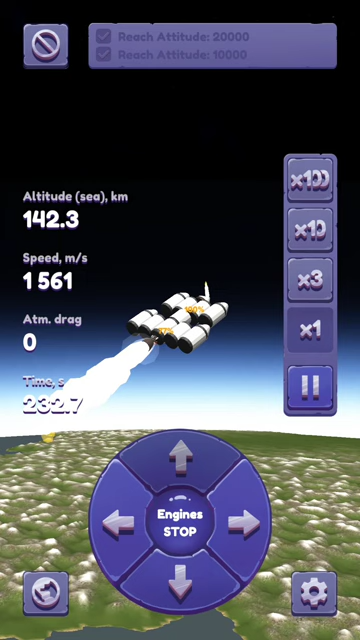 Reach Attitude: 20000
Reach Attitude: 10000
x100
Altitude (sea), km
142.3
x10
Speed, m/s
1 561
x3
100%
Atm. drag
0
x1
Time, s
232.7
Engines
STOP